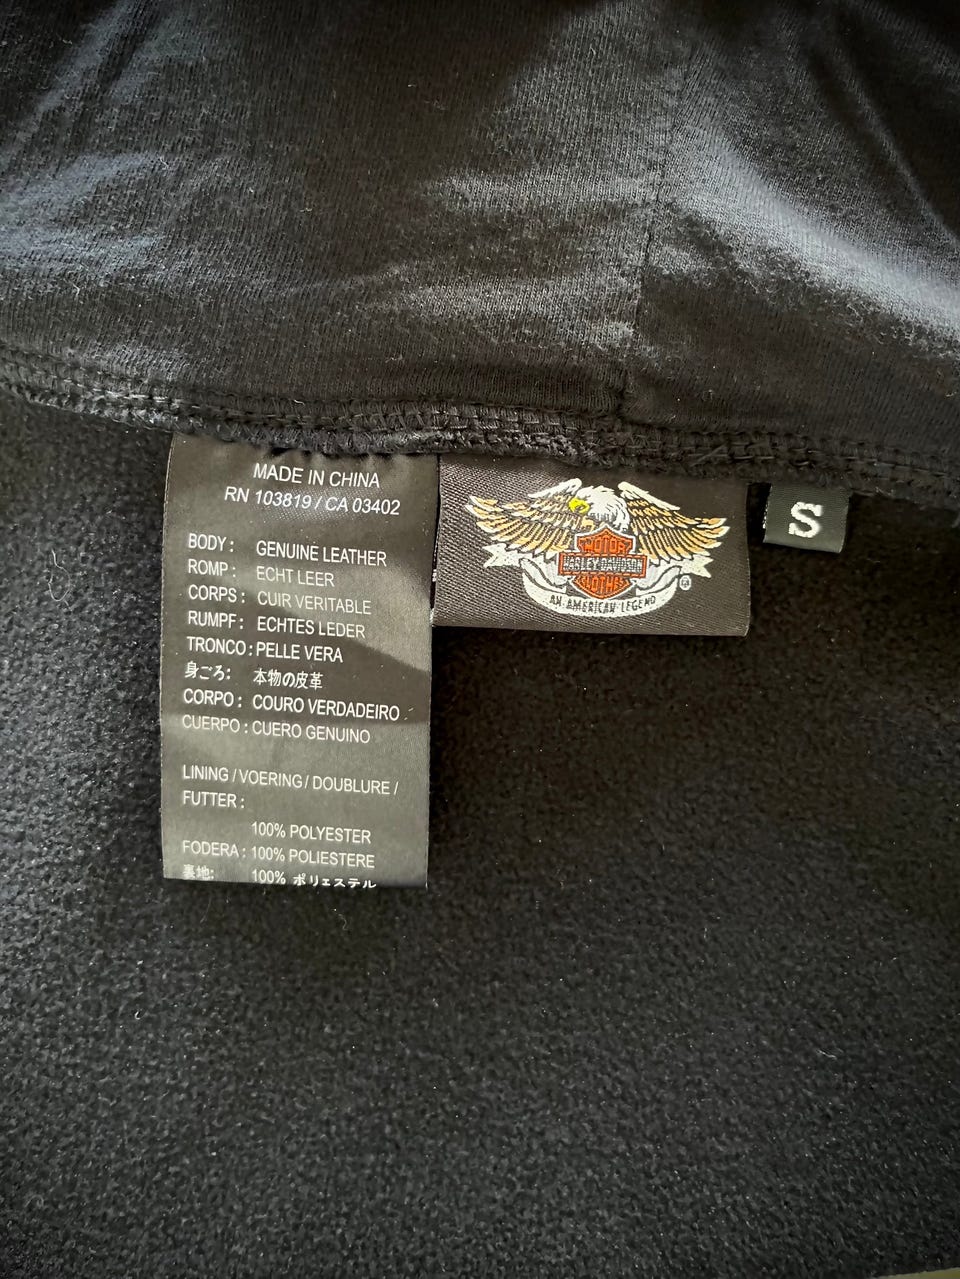 MADE IN CHINA
RN 103819 / CA 03402
BODY : GENUINE LEATHER
ROMP : ECHT LEER
CORPS : CUIR VERITABLE
RUMPF : ECHTES LEDER
TRONCO : PELLE VERA
身ごろ: 本物の皮革
CORPO : COURO VERDADEIRO
CUERPO : CUERO GENUINO
LINING / VOERING / DOUBLURE /
FUTTER :
100% POLYESTER
FODERA : 100% POLIESTERE
裏地: 100% ポリェステル
MOTOR
HARLEY-DAVIDSON
CLOTHES
AN AMERICAN LEGEND
®
S